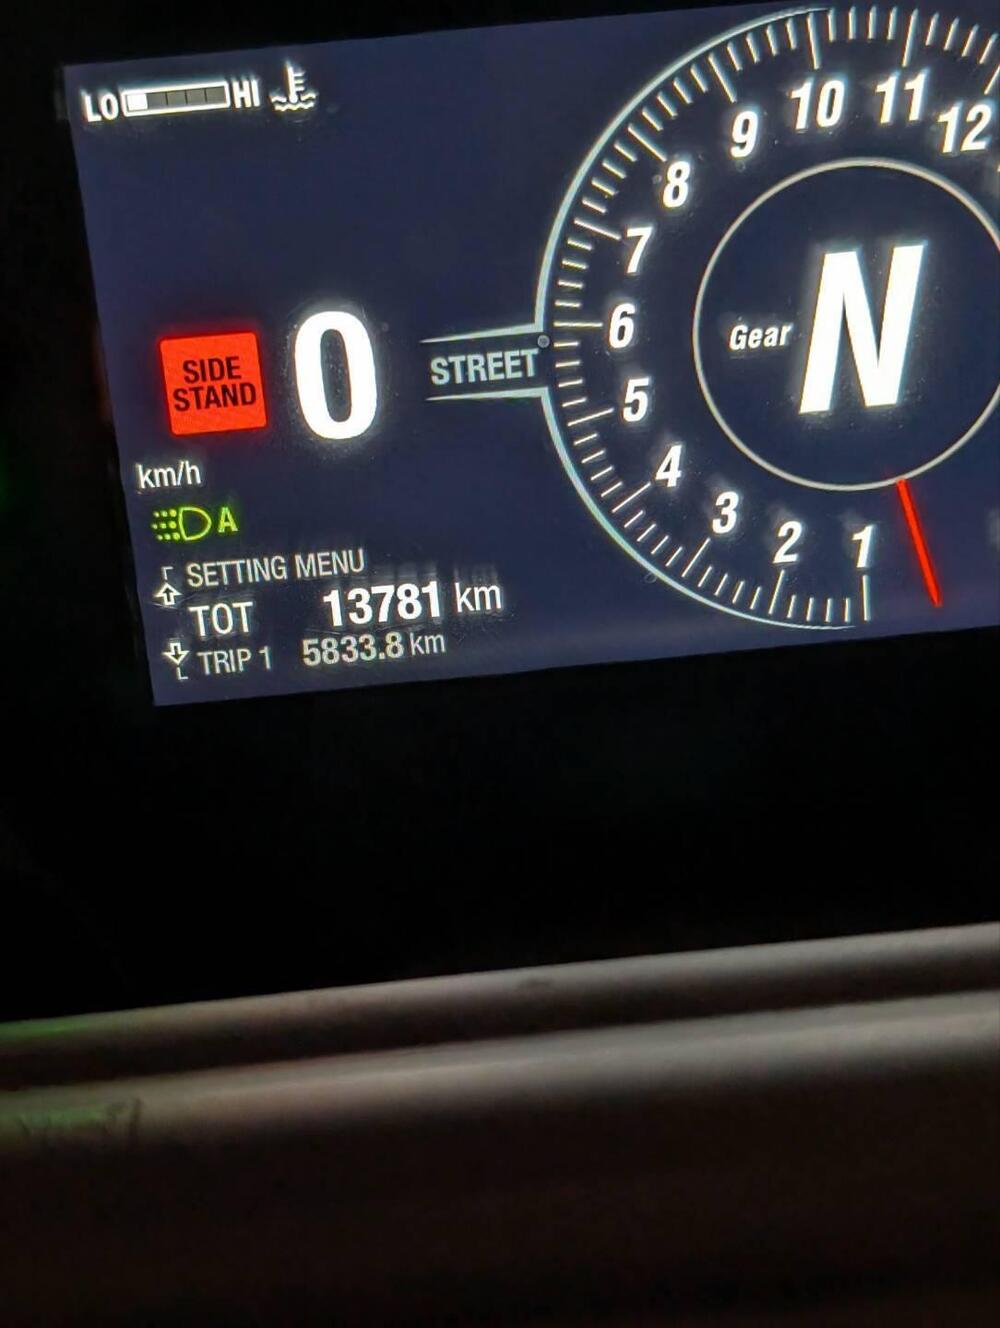 LO HI
9 10 11 12
8
7
6
5
4
3
2
1
Gear N
STREET
SIDE
STAND
0
km/h
A
SETTING MENU
TOT 13781 km
TRIP 1 5833.8 km